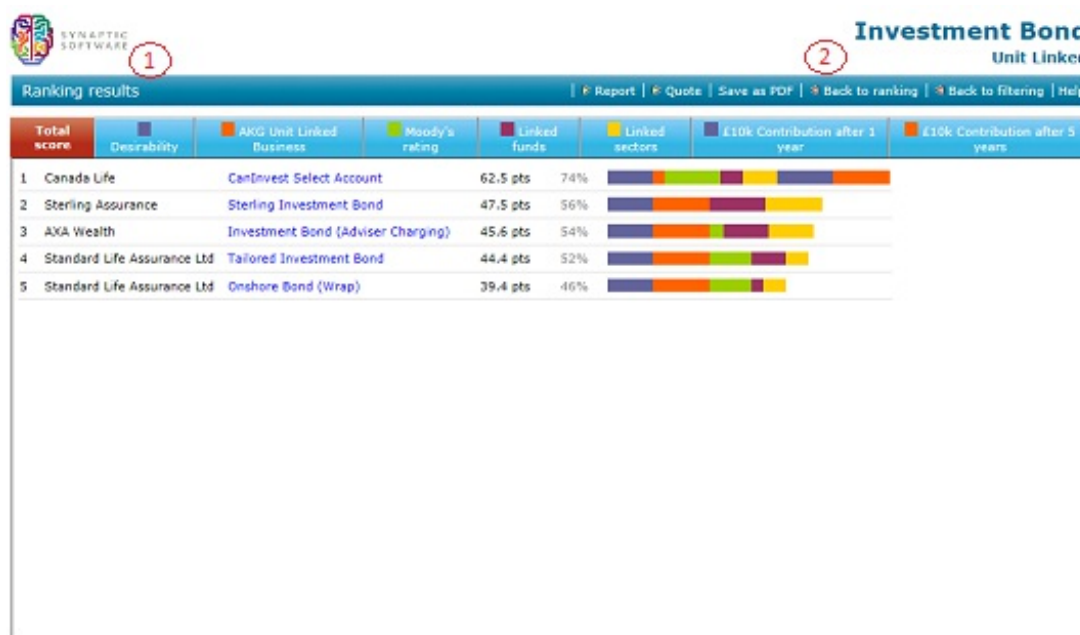 SYNAPTIC
SOFTWARE
1
2
Investment Bond
Unit Linked
Ranking results | Report | Quote | Save as PDF | Back to ranking | Back to filtering | Help
Total score Desirability AKG Unit Linked Business Moody's rating Linked funds Linked sectors £10k Contribution after 1 year £10k Contribution after 5 years
1 Canada Life CanInvest Select Account 62.5 pts 74%
2 Sterling Assurance Sterling Investment Bond 47.5 pts 56%
3 AXA Wealth Investment Bond (Adviser Charging) 45.6 pts 54%
4 Standard Life Assurance Ltd Tailored Investment Bond 44.4 pts 52%
5 Standard Life Assurance Ltd Onshore Bond (Wrap) 39.4 pts 46%